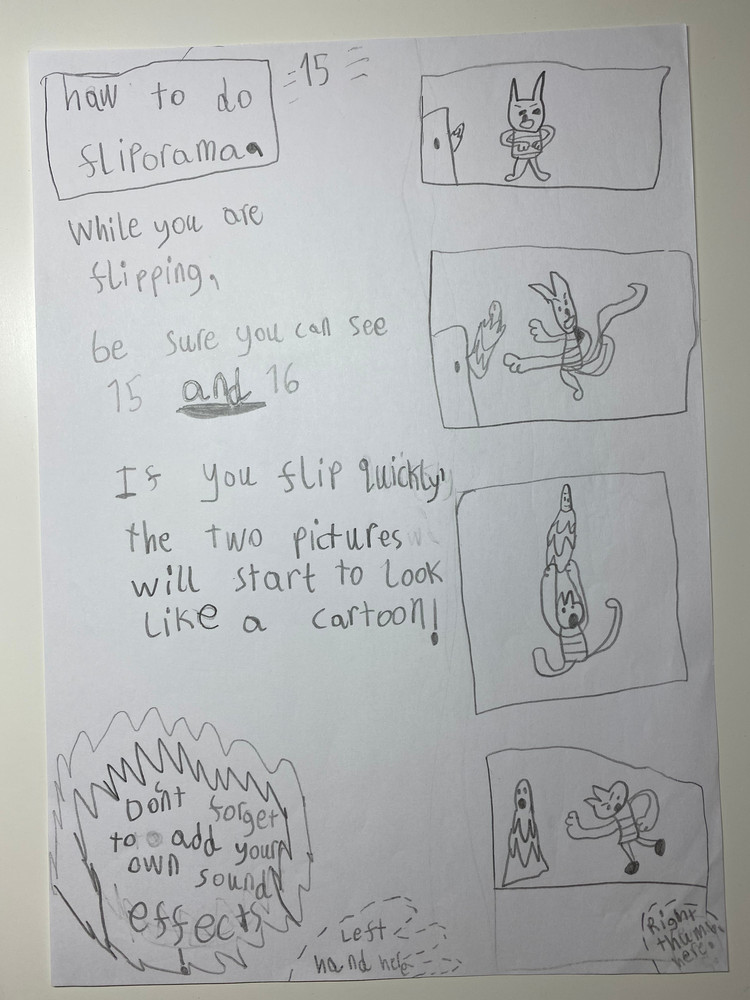 haw to do
fliporama.
15
While you are
flipping,
be sure you can see
15 and 16
If you flip quickly,
the two pictures
will start to look
like a cartoon!
Don't forget
to add your
own sound
effects!
Left
hand here
Right
thumb
here.